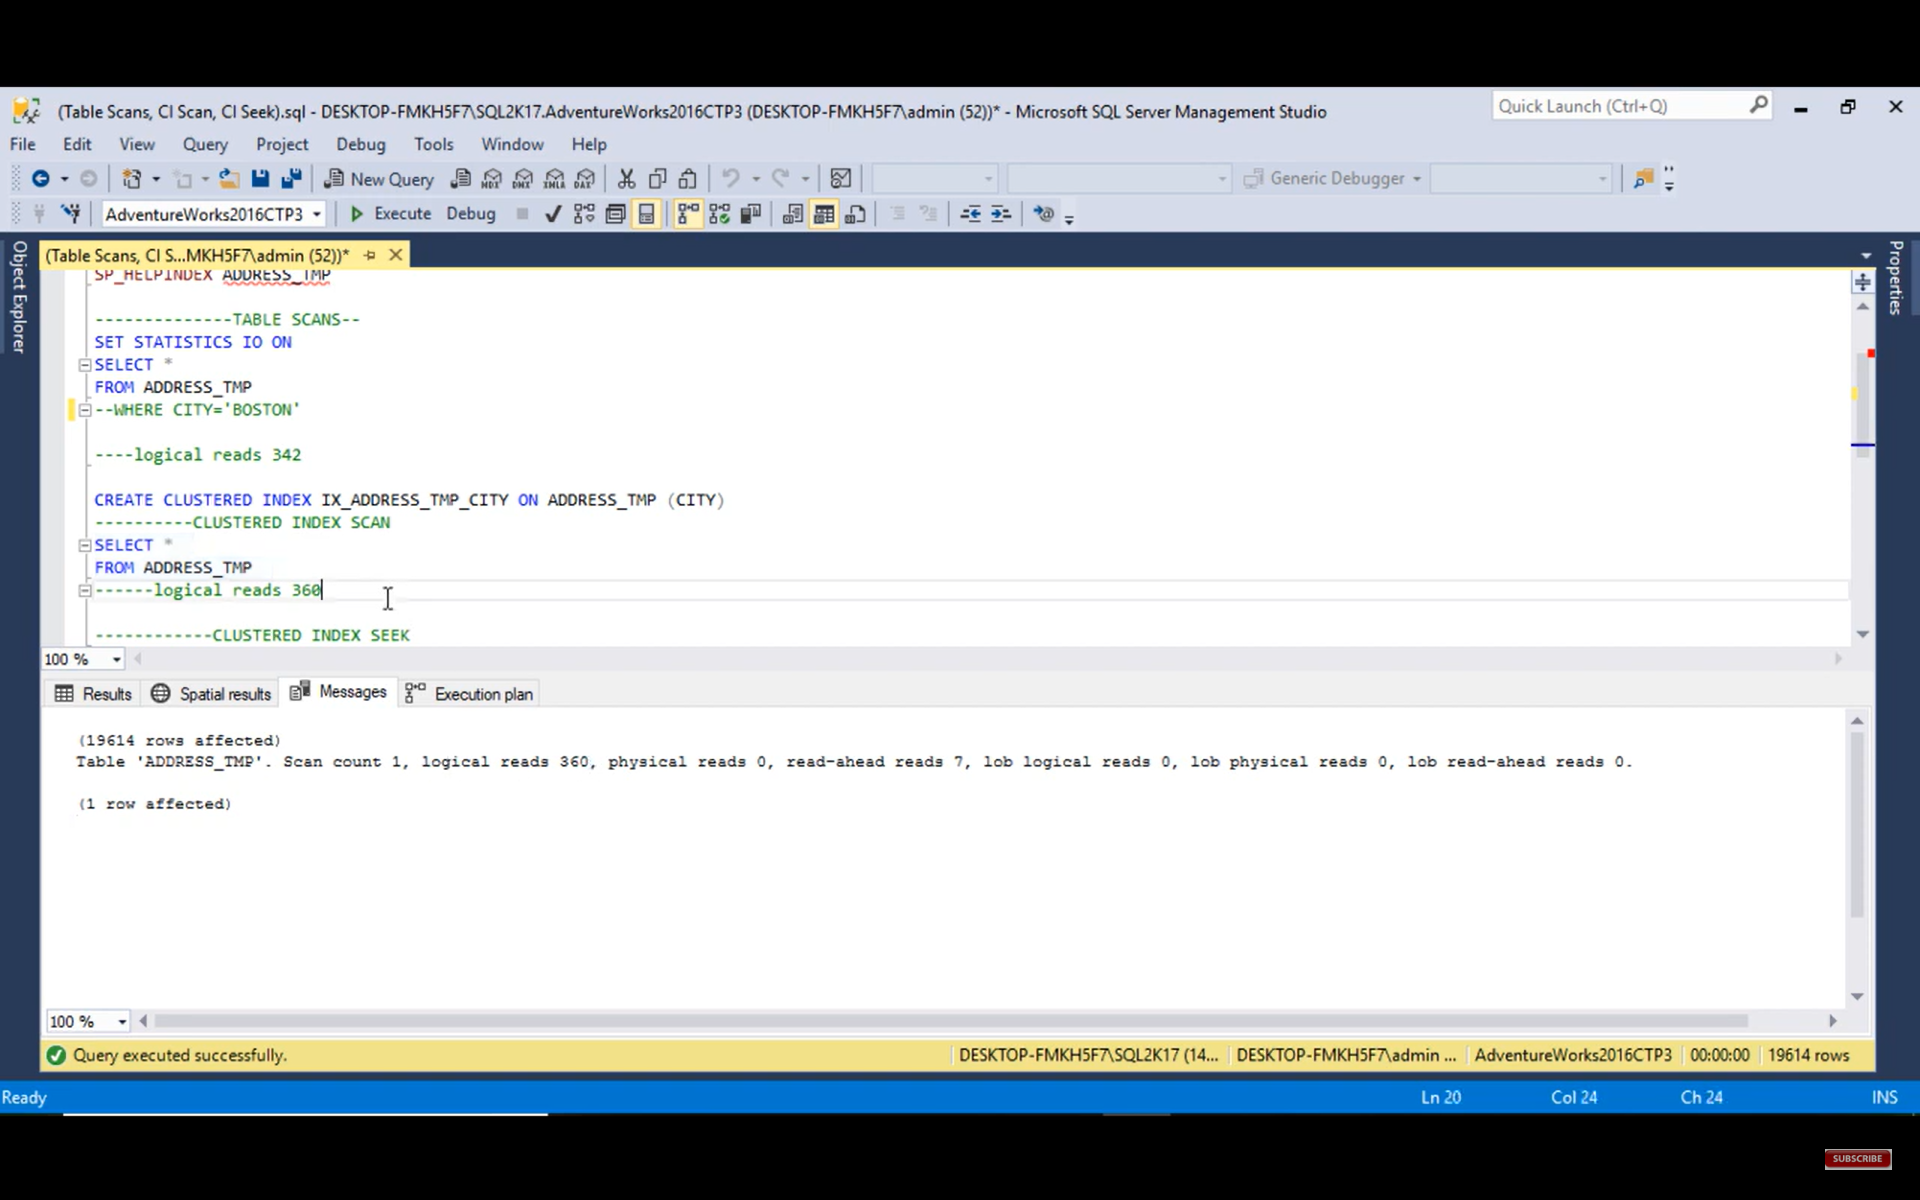 (Table Scans, CI Scan, CI Seek).sql - DESKTOP-FMKH5F7\SQL2K17.AdventureWorks2016CTP3 (DESKTOP-FMKH5F7\admin (52))* - Microsoft SQL Server Management Studio
Quick Launch (Ctrl+Q)
File Edit View Query Project Debug Tools Window Help
New Query MDX DMX XMLA DAX Generic Debugger
AdventureWorks2016CTP3 Execute Debug
Object Explorer
(Table Scans, CI S...MKH5F7\admin (52))*
Properties
SP_HELPINDEX ADDRESS_TMP
--------------TABLE SCANS--
SET STATISTICS IO ON
SELECT *
FROM ADDRESS_TMP
--WHERE CITY='BOSTON'
----logical reads 342
CREATE CLUSTERED INDEX IX_ADDRESS_TMP_CITY ON ADDRESS_TMP (CITY)
----------CLUSTERED INDEX SCAN
SELECT *
FROM ADDRESS_TMP
------logical reads 360
------------CLUSTERED INDEX SEEK
100 %
Results Spatial results Messages Execution plan
(19614 rows affected)
Table 'ADDRESS_TMP'. Scan count 1, logical reads 360, physical reads 0, read-ahead reads 7, lob logical reads 0, lob physical reads 0, lob read-ahead reads 0.
(1 row affected)
100 %
Query executed successfully. DESKTOP-FMKH5F7\SQL2K17 (14... DESKTOP-FMKH5F7\admin ... AdventureWorks2016CTP3 00:00:00 19614 rows
Ready Ln 20 Col 24 Ch 24 INS
SUBSCRIBE